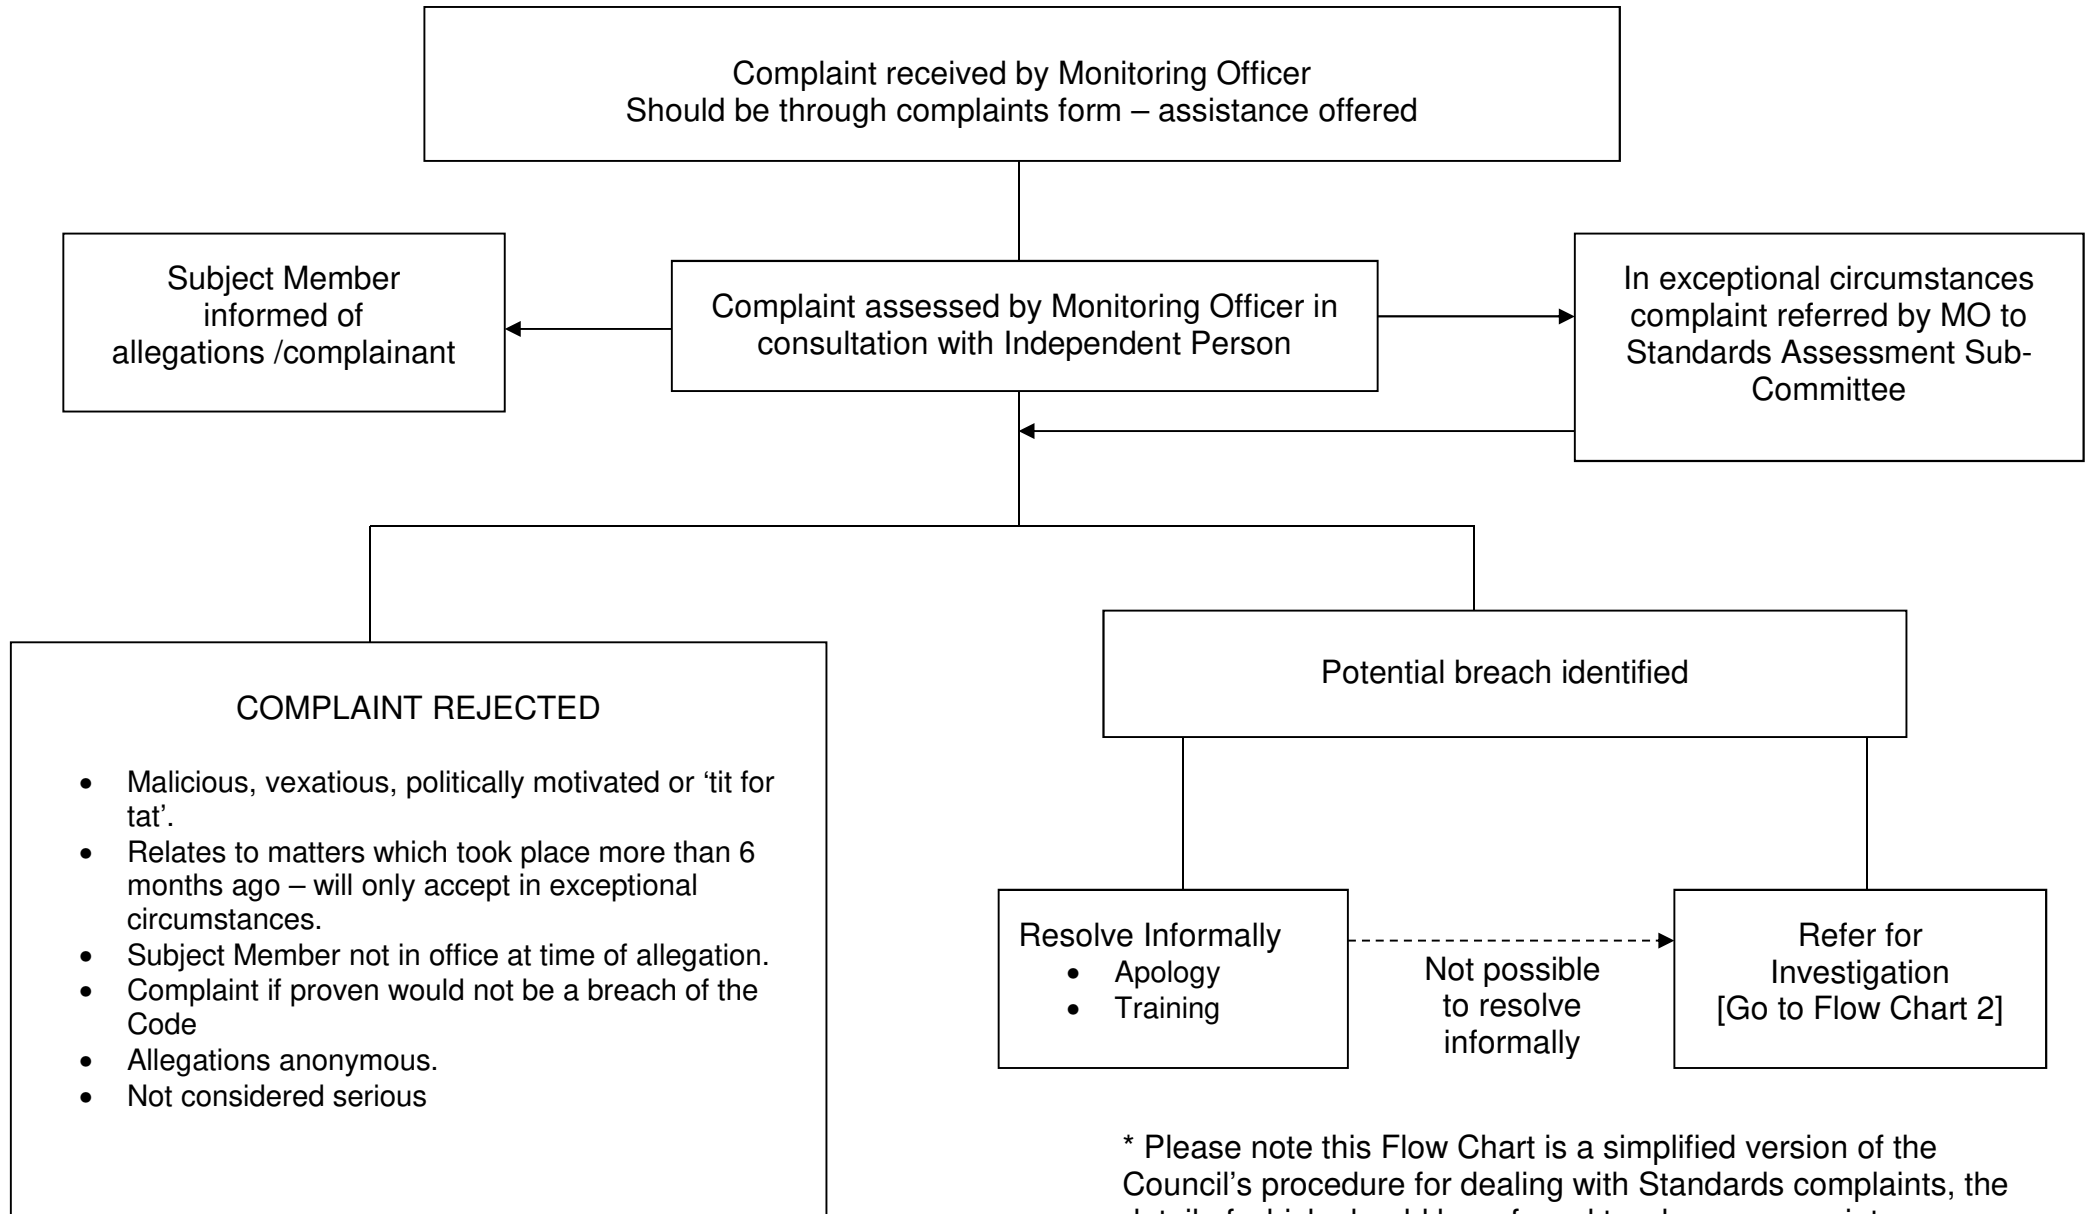 Complaint received by Monitoring Officer
Should be through complaints form – assistance offered
Subject Member
informed of
allegations /complainant
Complaint assessed by Monitoring Officer in
consultation with Independent Person
In exceptional circumstances
complaint referred by MO to
Standards Assessment Sub-
Committee
COMPLAINT REJECTED
• Malicious, vexatious, politically motivated or ‘tit for
tat’.
• Relates to matters which took place more than 6
months ago – will only accept in exceptional
circumstances.
• Subject Member not in office at time of allegation.
• Complaint if proven would not be a breach of the
Code
• Allegations anonymous.
• Not considered serious
Potential breach identified
Resolve Informally
• Apology
• Training
Not possible
to resolve
informally
Refer for
Investigation
[Go to Flow Chart 2]
* Please note this Flow Chart is a simplified version of the
Council’s procedure for dealing with Standards complaints, the